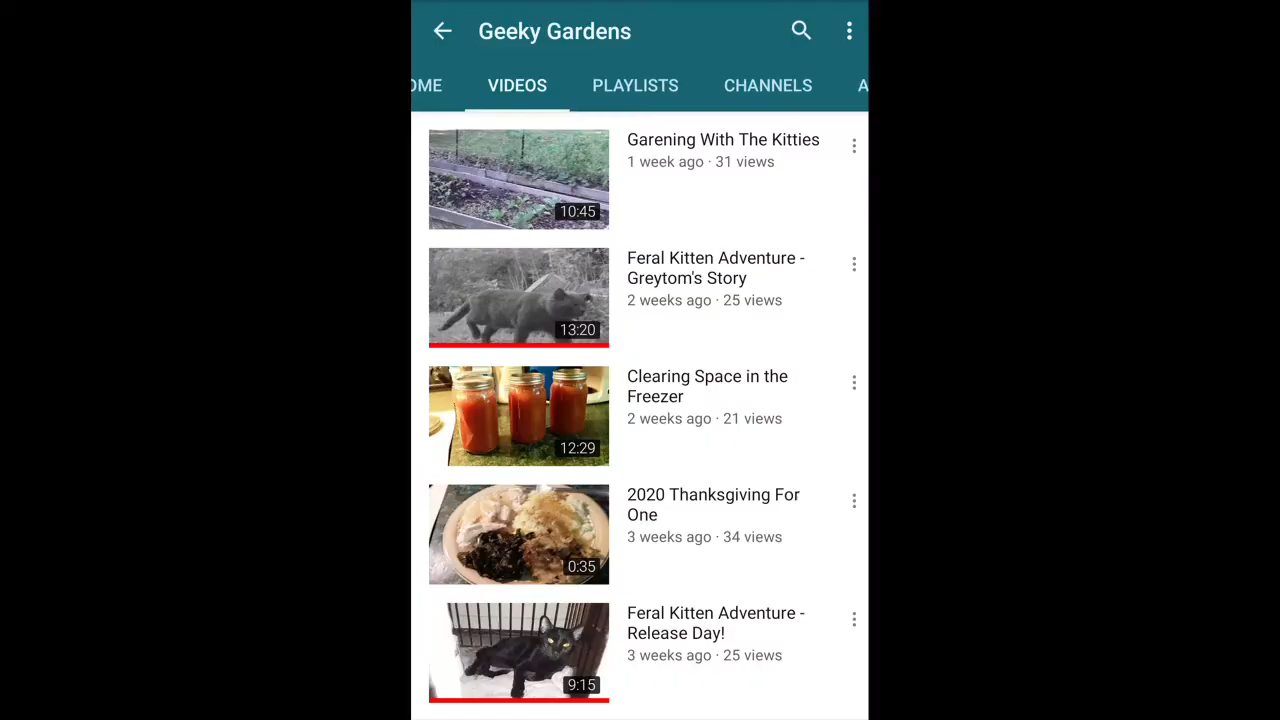 Geeky Gardens
OME VIDEOS PLAYLISTS CHANNELS A
Garening With The Kitties
1 week ago · 31 views
10:45
Feral Kitten Adventure -
Greytom's Story
2 weeks ago · 25 views
13:20
Clearing Space in the
Freezer
2 weeks ago · 21 views
12:29
2020 Thanksgiving For
One
3 weeks ago · 34 views
0:35
Feral Kitten Adventure -
Release Day!
3 weeks ago · 25 views
9:15